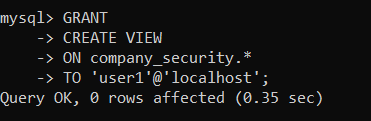 mysql> GRANT
    -> CREATE VIEW
    -> ON company_security.*
    -> TO 'user1'@'localhost';
Query OK, 0 rows affected (0.35 sec)